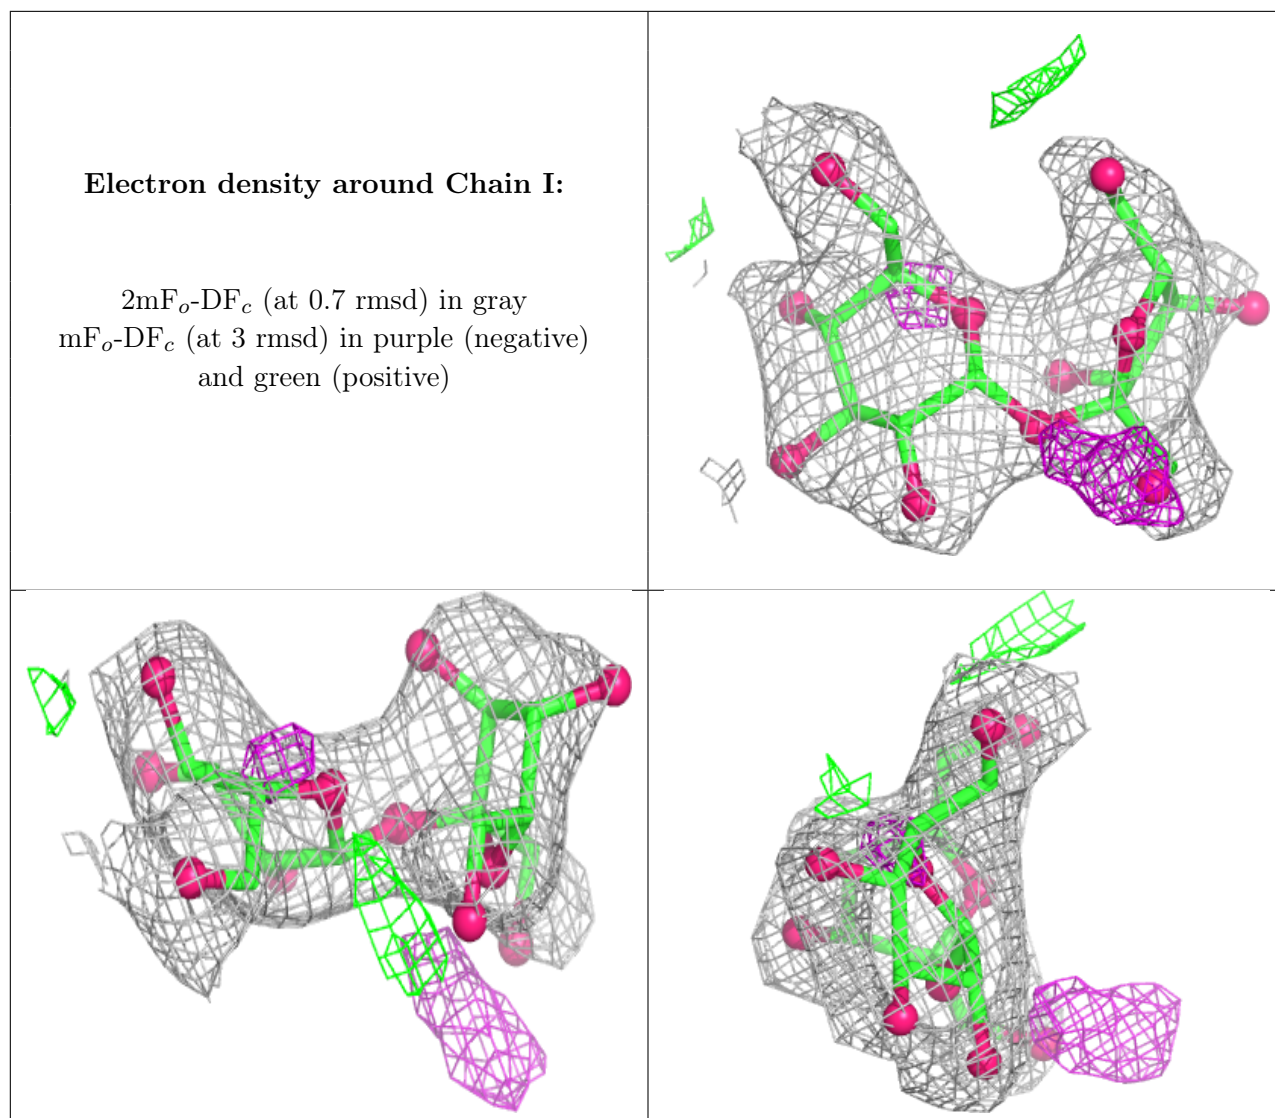 Electron density around Chain I:
2mFo-DFc (at 0.7 rmsd) in gray
mFo-DFc (at 3 rmsd) in purple (negative)
and green (positive)